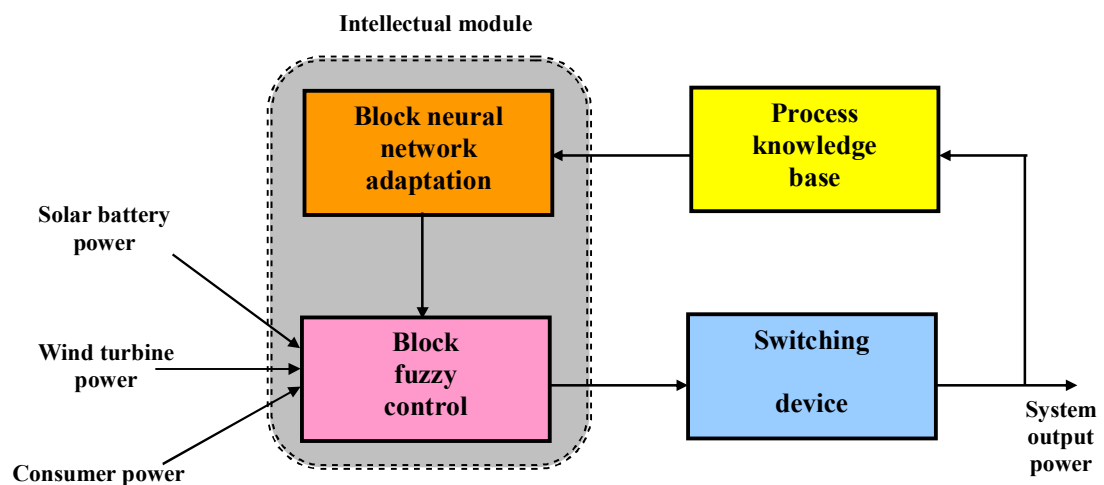 Intellectual module
Block neural
network
adaptation
Process
knowledge
base
Solar battery
power
Wind turbine
power
Consumer power
Block
fuzzy
control
Switching
device
System
output
power